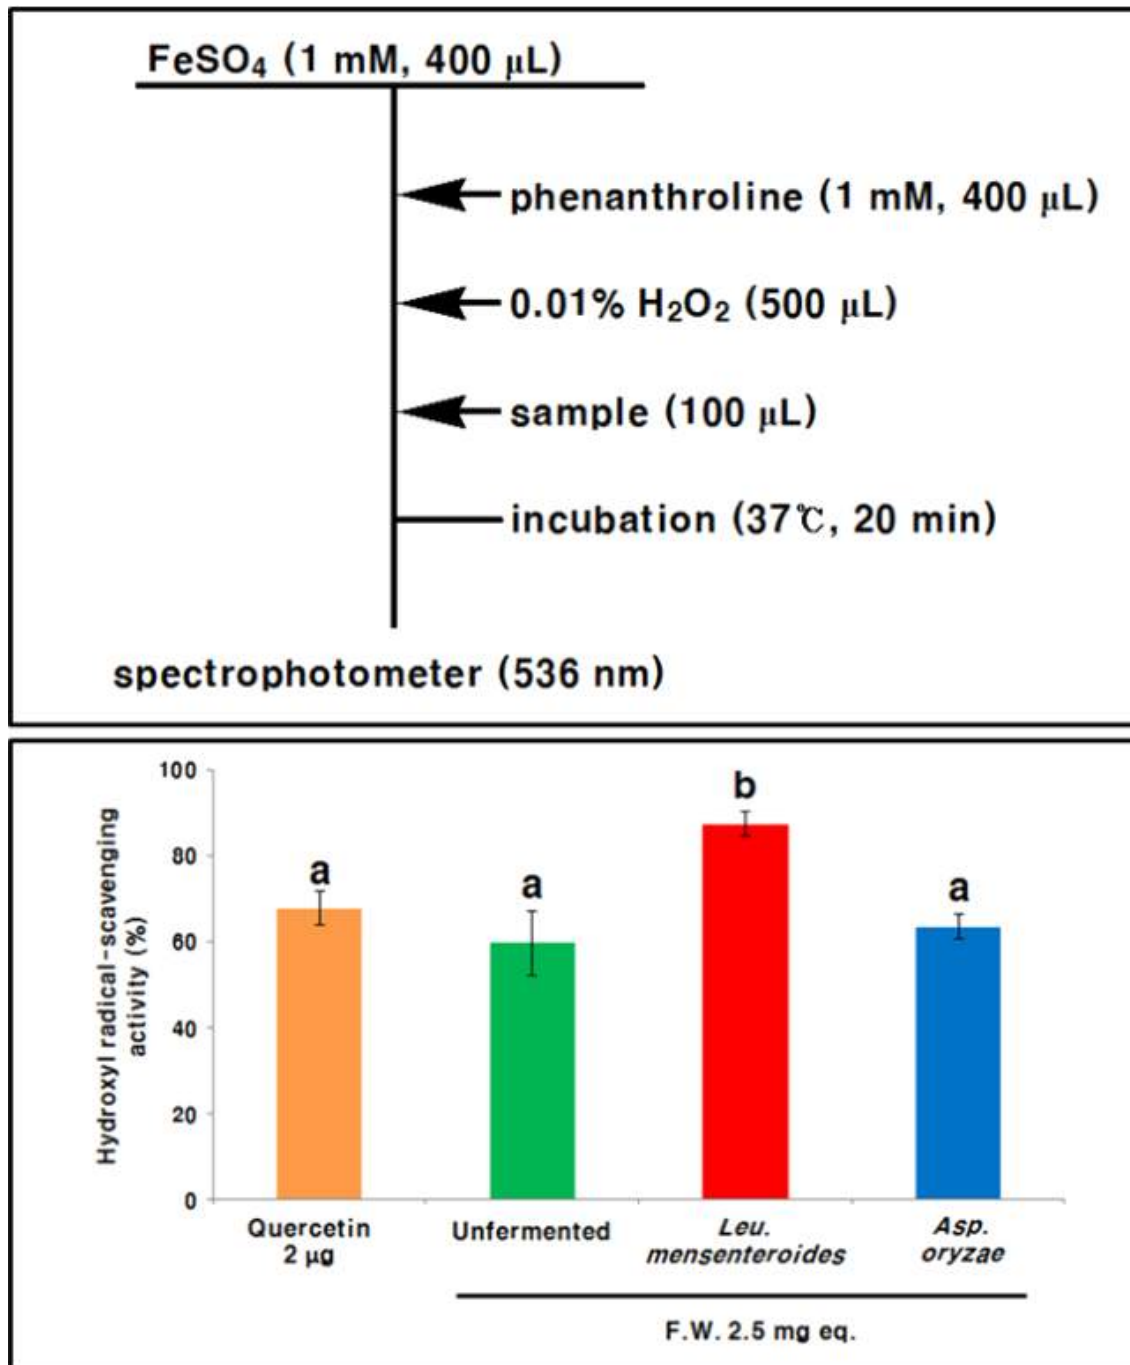 FeSO₄ (1 mM, 400 μL)
phenanthroline (1 mM, 400 μL)
0.01% H₂O₂ (500 μL)
sample (100 μL)
incubation (37℃, 20 min)
spectrophotometer (536 nm)
Hydroxyl radical-scavenging
activity (%)
100
80
60
40
20
0
a
a
b
a
Quercetin
2 μg
Unfermented
Leu.
mensenteroides
Asp.
oryzae
F.W. 2.5 mg eq.